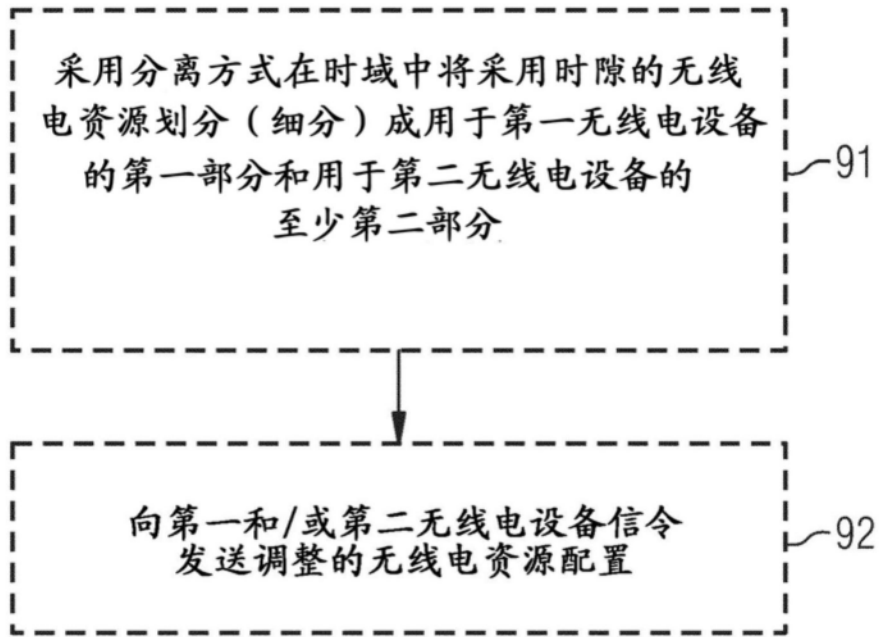 采用分离方式在时域中将采用时隙的无线
电资源划分（细分）成用于第一无线电设备
的第一部分和用于第二无线电设备的
至少第二部分
91
向第一和/或第二无线电设备信令
发送调整的无线电资源配置
92